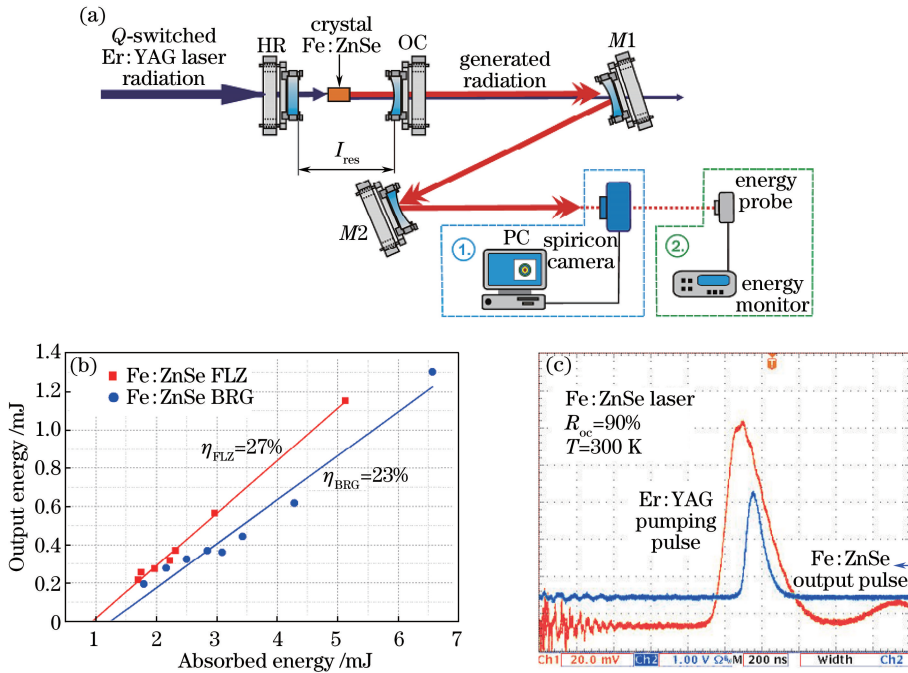 (a)
Q-switched
Er:YAG laser
radiation
HR
crystal
Fe:ZnSe
OC
generated
radiation
M1
I_res
M2
1.
PC
spiricon
camera
2.
energy
probe
energy
monitor
(b)
Fe:ZnSe FLZ
Fe:ZnSe BRG
η_FLZ=27%
η_BRG=23%
Output energy /mJ
1.4
1.2
1.0
0.8
0.6
0.4
0.2
0
1 2 3 4 5 6 7
Absorbed energy /mJ
(c)
T
Fe:ZnSe laser
R_oc=90%
T=300 K
Er:YAG
pumping
pulse
Fe:ZnSe
output pulse
Ch1 20.0 mV Ch2 1.00 V Ω M 200 ns Width